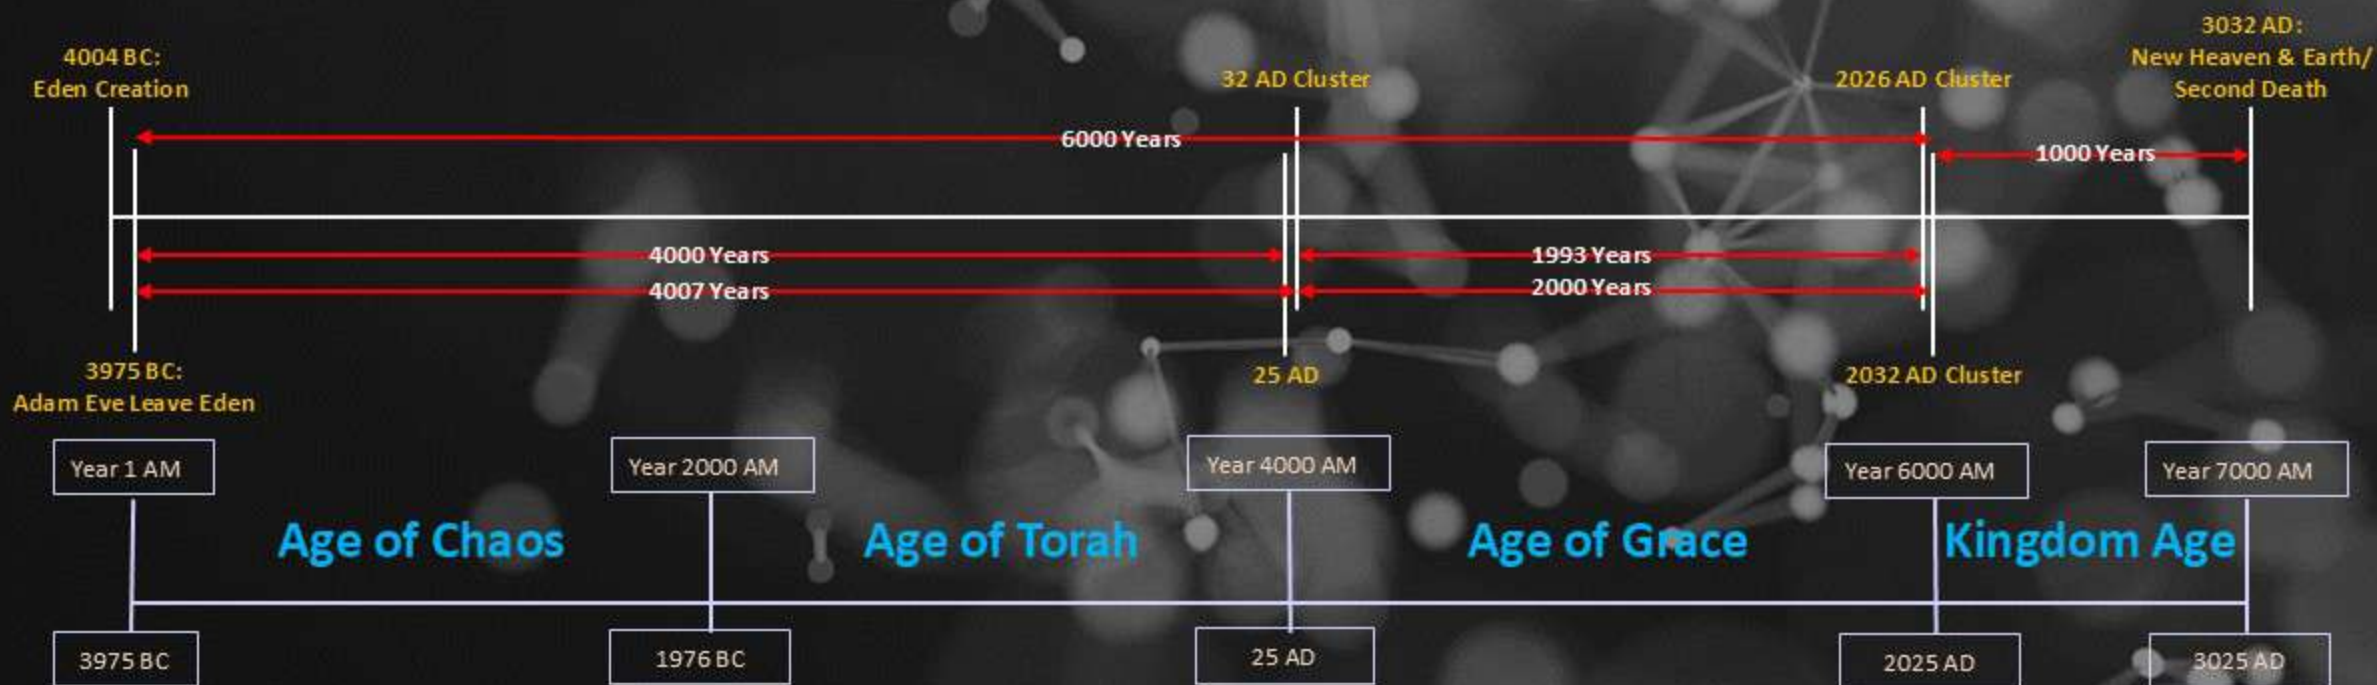 3032 AD:
4004 BC:
New Heaven & Earth/
Eden Creation
32 AD Cluster
2026 AD Cluster
Second Death
6000 Years
1000 Years
4000 Years
1993 Years
4007 Years
2000 Years
3975 BC:
25 AD
2032 AD Cluster
Adam Eve Leave Eden
Year 1 AM
Year 2000 AM
Year 4000 AM
Year 6000 AM
Year 7000 AM
Age of Chaos
Age of Torah
Age of Grace
Kingdom Age
3975 BC
1976 BC
25 AD
2025 AD
3025 AD